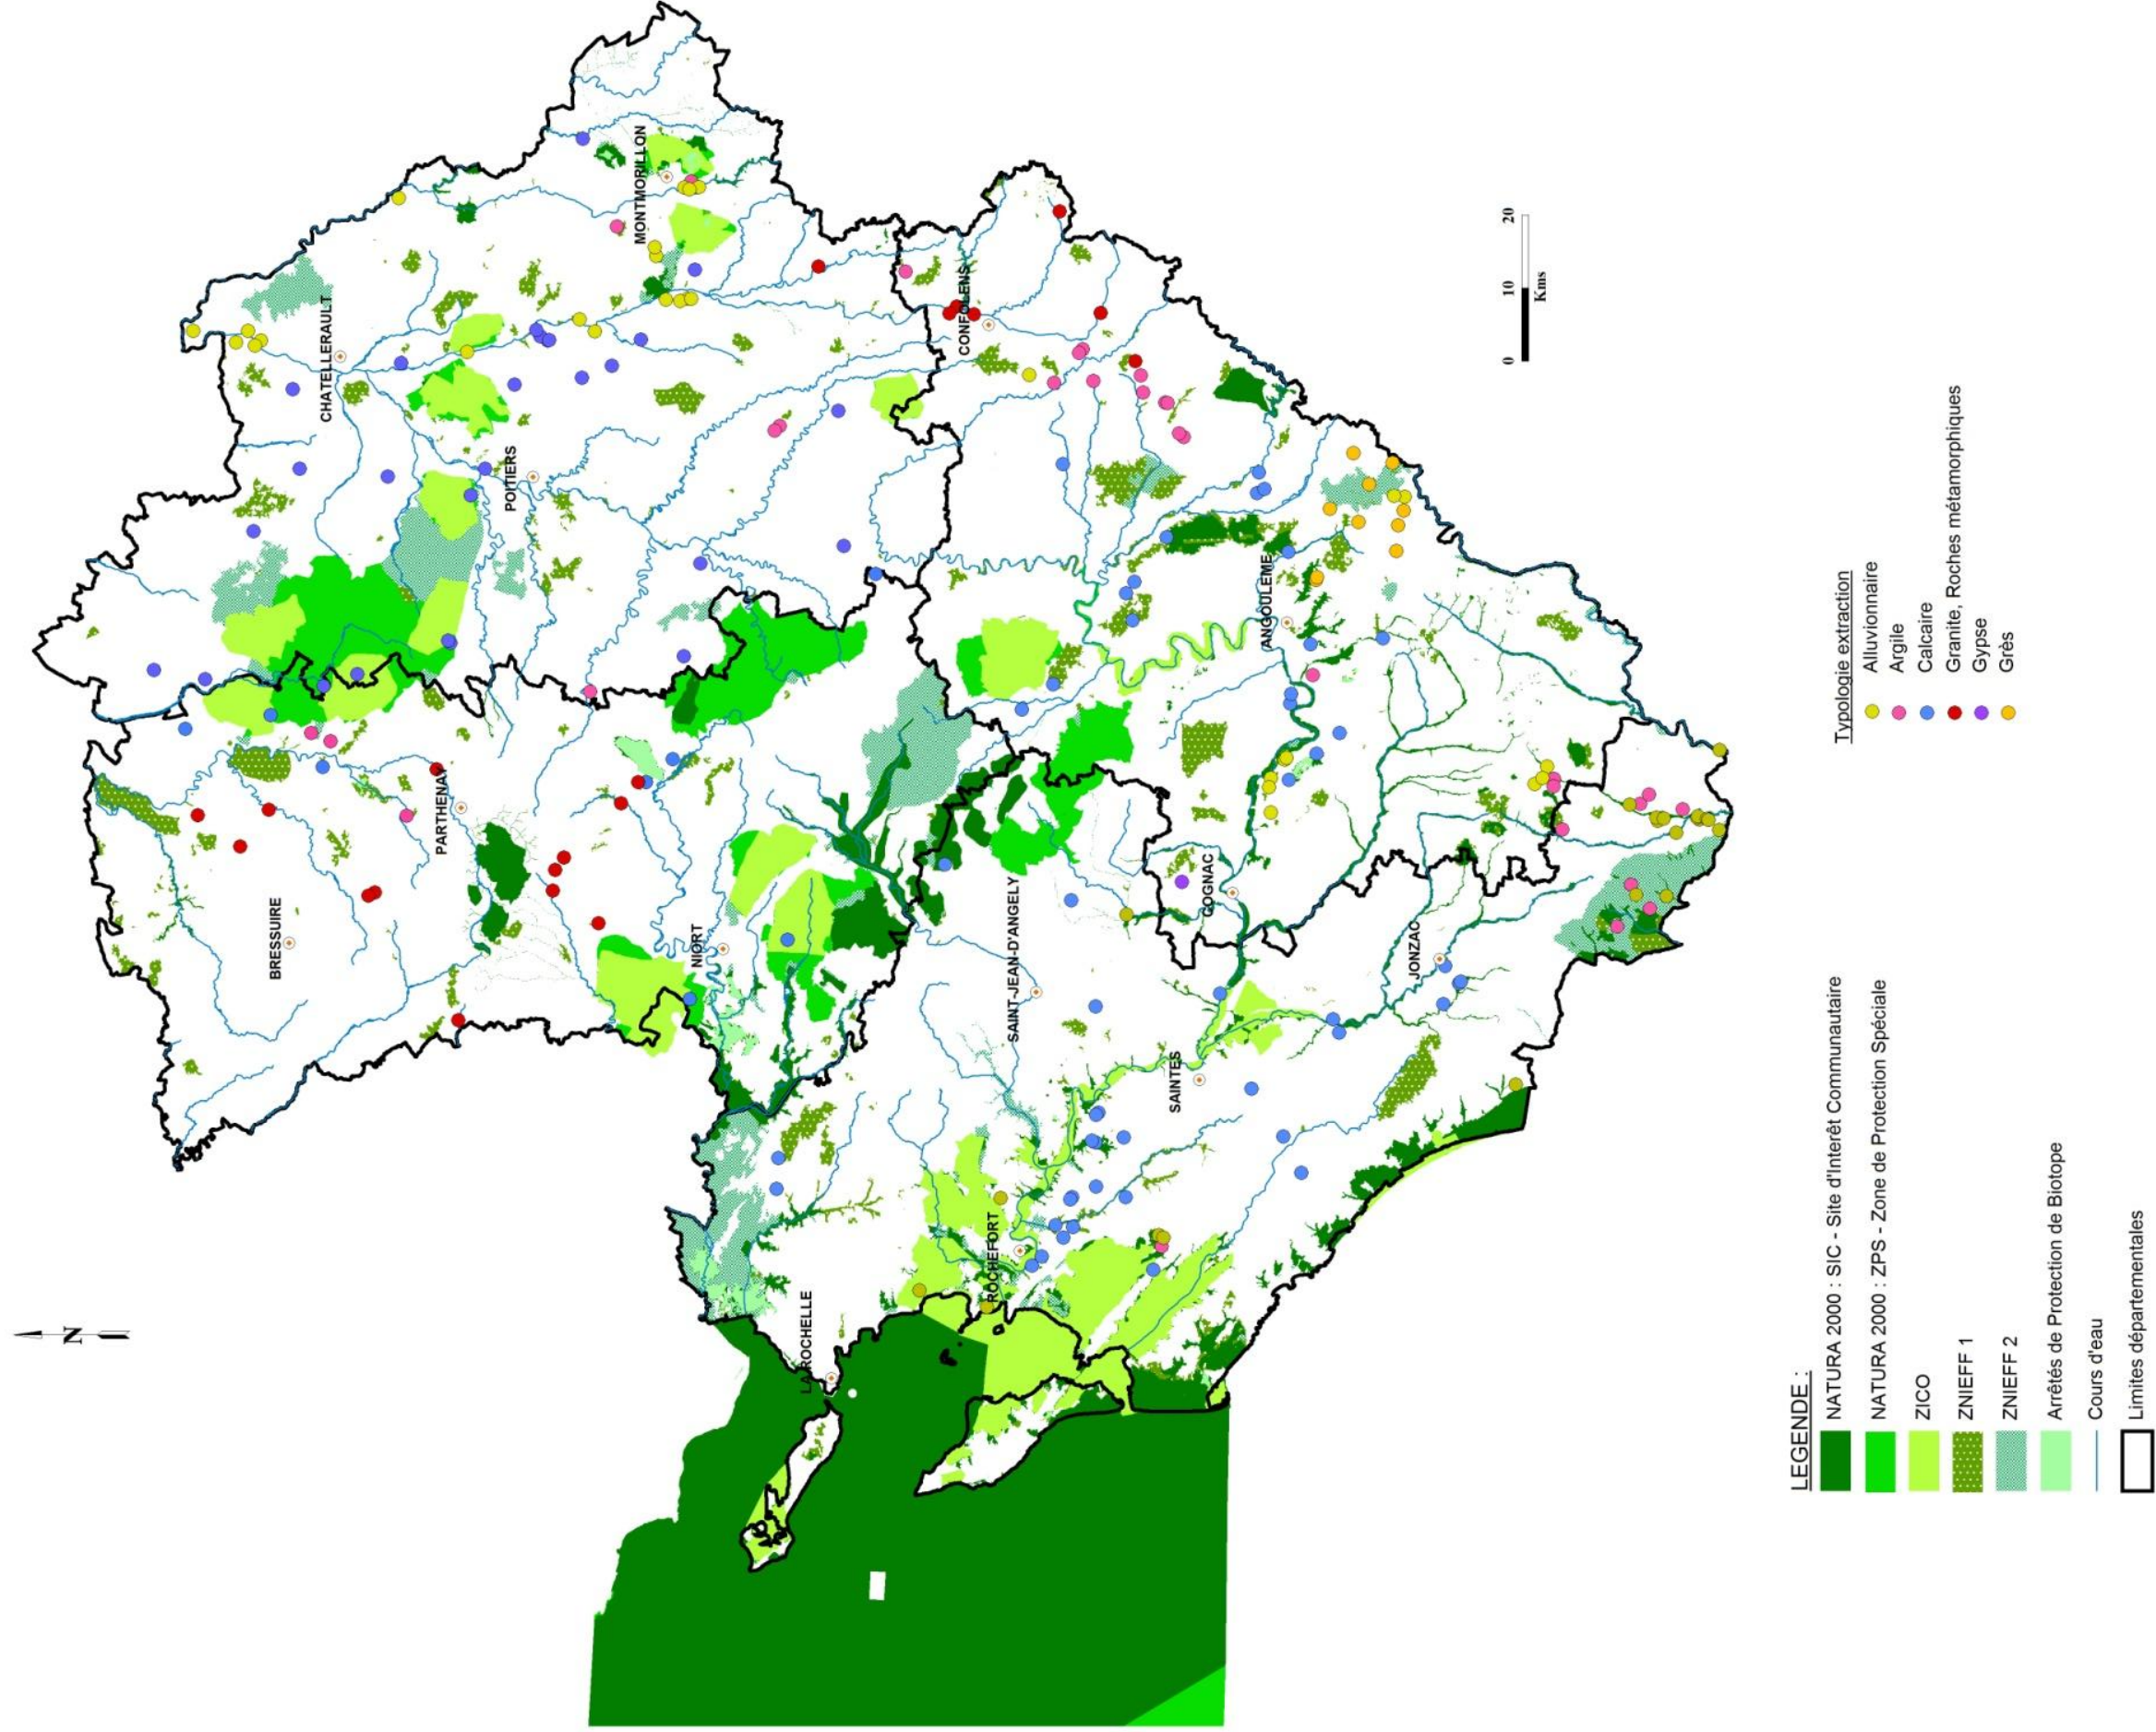 N
MONTMORILLON
CHATELLERAULT
CONFOLENS
POITIERS
ANGOULEME
PARTHENAY
BRESSUIRE
NIORT
COGNAC
SAINT-JEAN-D'ANGELY
JONZAC
SAINTES
ROCHEFORT
LA ROCHELLE
0 10 20
Kms
LEGENDE :
NATURA 2000 : SIC - Site d'Interêt Communautaire
NATURA 2000 : ZPS - Zone de Protection Spéciale
ZICO
ZNIEFF 1
ZNIEFF 2
Arrêtés de Protection de Biotope
Cours d'eau
Limites départementales
Typologie extraction
Alluvionnaire
Argile
Calcaire
Granite, Roches métamorphiques
Gypse
Grès